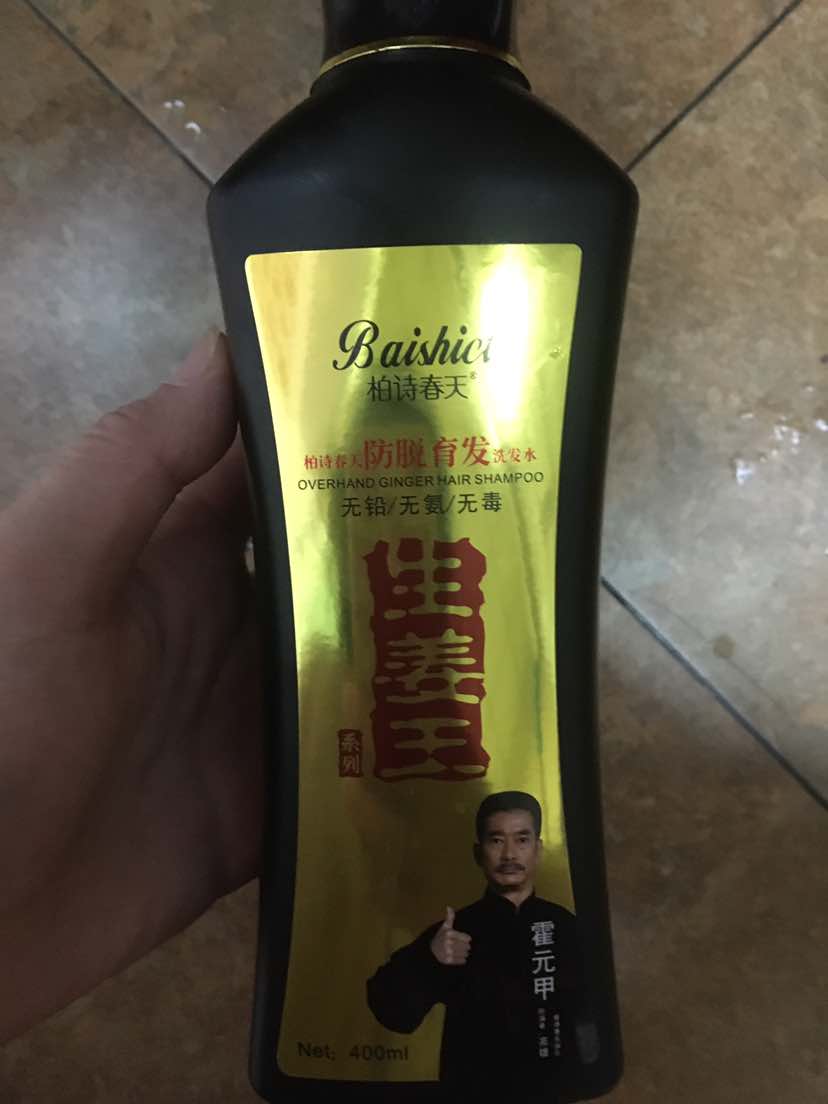 Baishict
柏诗春天®
柏诗春天防脱育发洗发水
OVERHAND GINGER HAIR SHAMPOO
无铅/无氨/无毒
生姜王
系列
霍元甲
Net: 400ml